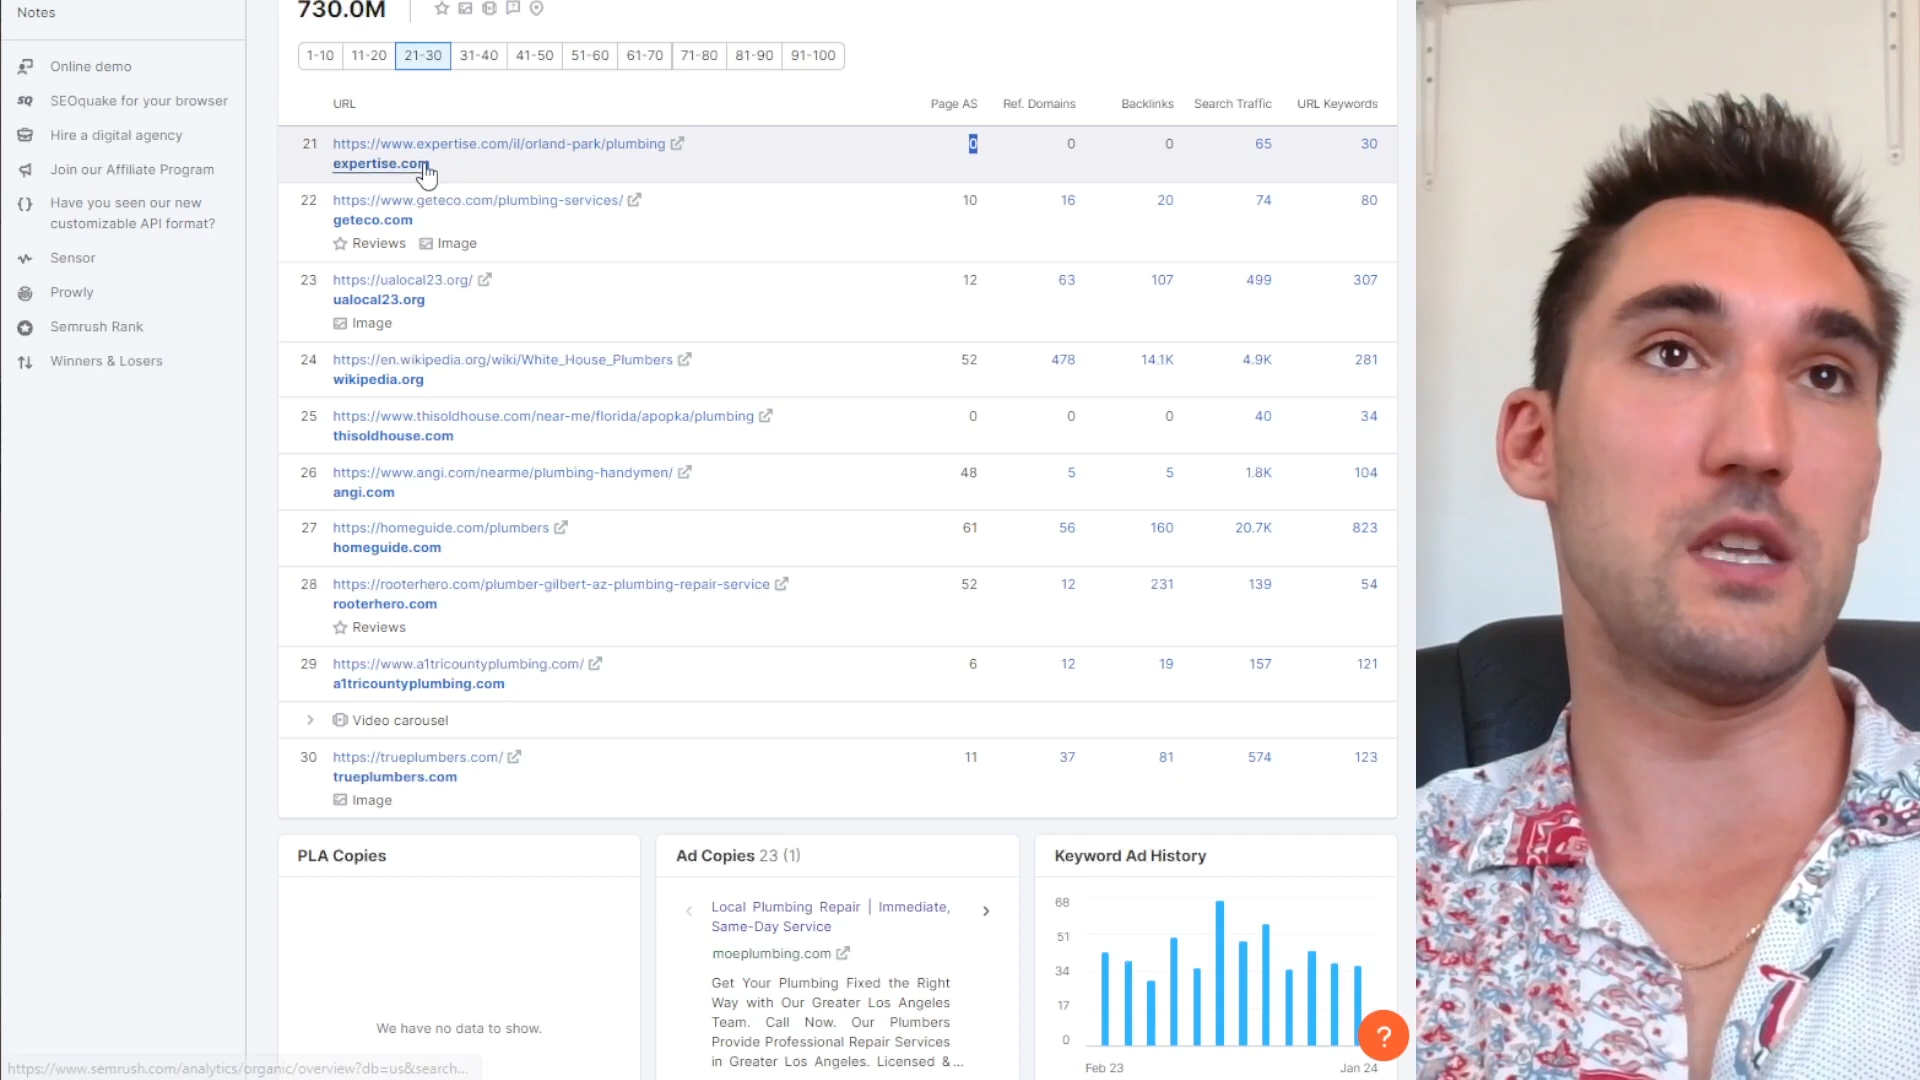 Notes
Online demo
SEOquake for your browser
Hire a digital agency
Join our Affiliate Program
Have you seen our new
customizable API format?
Sensor
Prowly
Semrush Rank
Winners & Losers
730.0M
1-10 11-20 21-30 31-40 41-50 51-60 61-70 71-80 81-90 91-100
URL Page AS Ref. Domains Backlinks Search Traffic URL Keywords
21 https://www.expertise.com/il/orland-park/plumbing 0 0 0 65 30
expertise.com
22 https://www.geteco.com/plumbing-services/ 10 16 20 74 80
geteco.com
Reviews Image
23 https://ualocal23.org/ 12 63 107 499 307
ualocal23.org
Image
24 https://en.wikipedia.org/wiki/White_House_Plumbers 52 478 14.1K 4.9K 281
wikipedia.org
25 https://www.thisoldhouse.com/near-me/florida/apopka/plumbing 0 0 0 40 34
thisoldhouse.com
26 https://www.angi.com/nearme/plumbing-handymen/ 48 5 5 1.8K 104
angi.com
27 https://homeguide.com/plumbers 61 56 160 20.7K 823
homeguide.com
28 https://rooterhero.com/plumber-gilbert-az-plumbing-repair-service 52 12 231 139 54
rooterhero.com
Reviews
29 https://www.a1tricountyplumbing.com/ 6 12 19 157 121
a1tricountyplumbing.com
Video carousel
30 https://trueplumbers.com/ 11 37 81 574 123
trueplumbers.com
Image
PLA Copies
We have no data to show.
Ad Copies 23 (1)
Local Plumbing Repair | Immediate,
Same-Day Service
moeplumbing.com
Get Your Plumbing Fixed the Right
Way with Our Greater Los Angeles
Team. Call Now. Our Plumbers
Provide Professional Repair Services
in Greater Los Angeles. Licensed &...
Keyword Ad History
68
51
34
17
0
Feb 23 Jan 24
?
https://www.semrush.com/analytics/organic/overview?db=us&search...